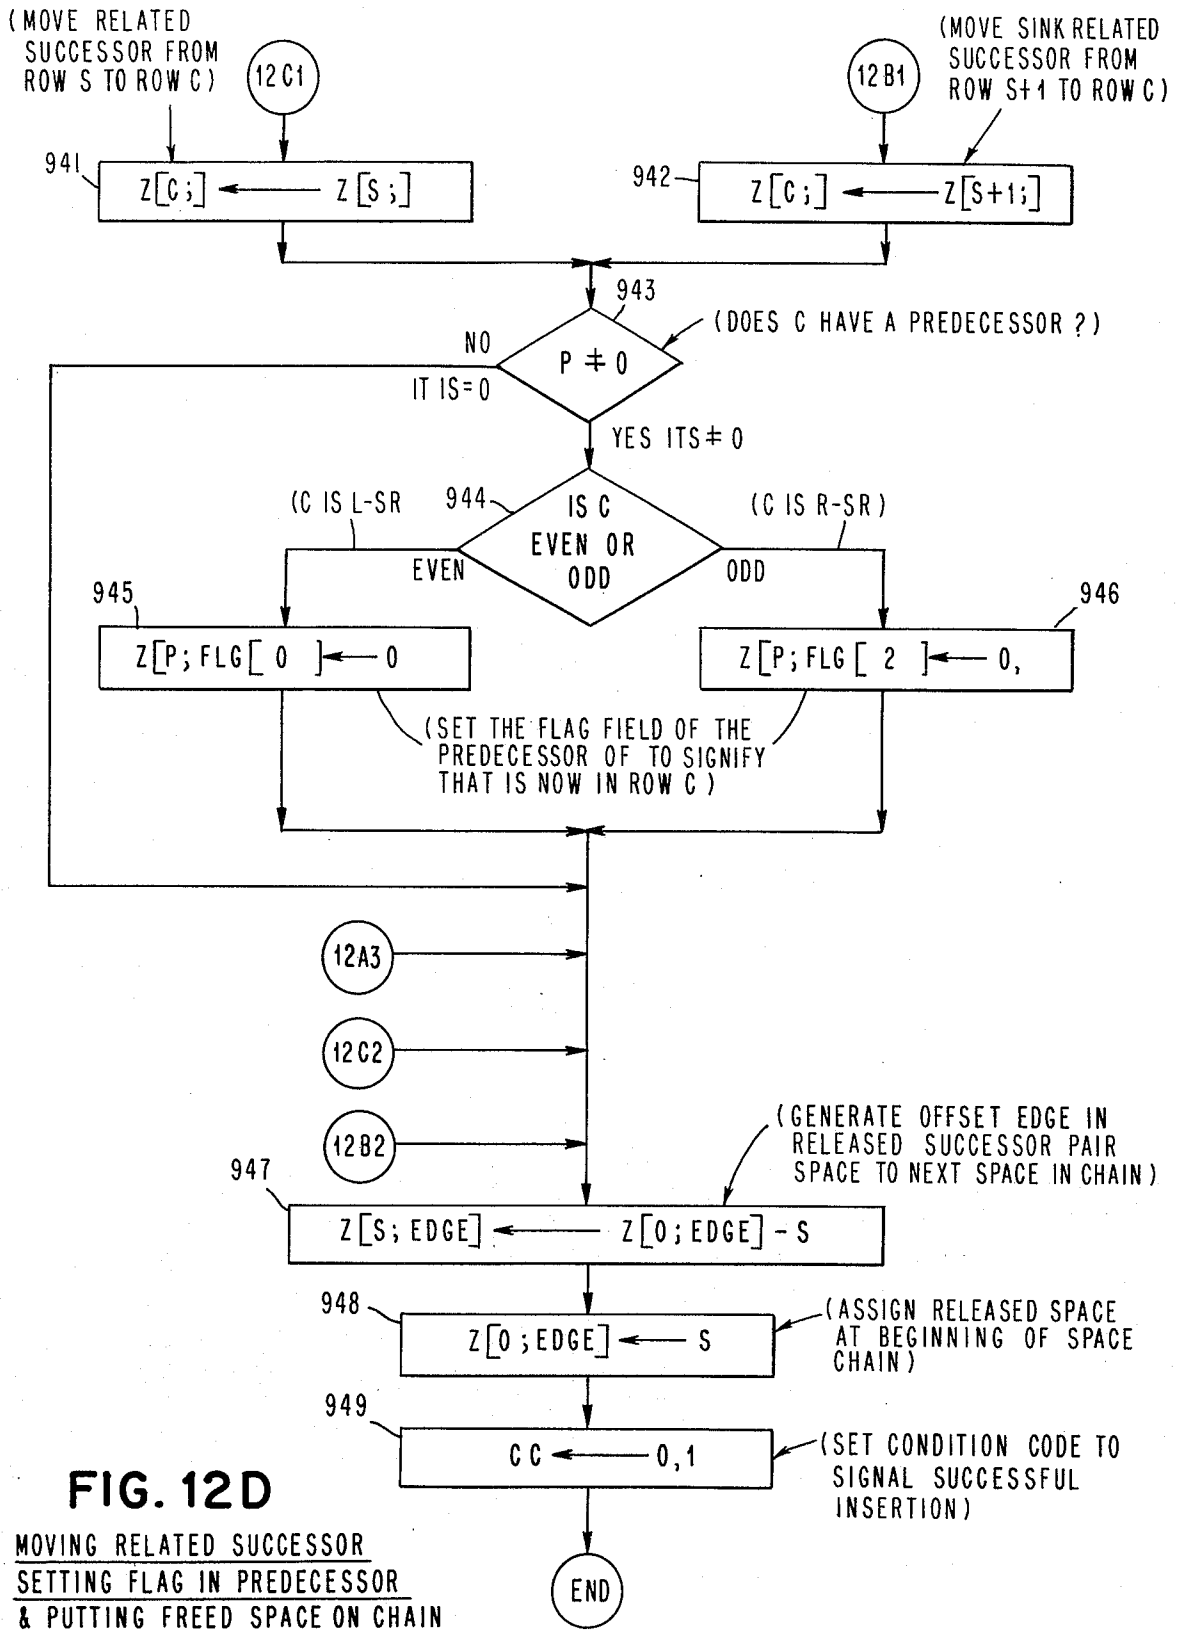 (MOVE RELATED
SUCCESSOR FROM
ROW S TO ROW C)
12C1
12B1
(MOVE SINK RELATED
SUCCESSOR FROM
ROW S+1 TO ROW C)
941
Z[C;] ← Z[S;]
942
Z[C;] ← Z[S+1;]
943
(DOES C HAVE A PREDECESSOR ?)
NO
P ≠ 0
IT IS=0
YES ITS≠0
(C IS L-SR
944
IS C
EVEN OR
ODD
(C IS R-SR)
EVEN
ODD
945
Z[P;FLG[ 0 ]← 0
946
Z[P;FLG[ 2 ]← 0,
(SET THE FLAG FIELD OF THE
PREDECESSOR OF TO SIGNIFY
THAT IS NOW IN ROW C)
12A3
12C2
12B2
(GENERATE OFFSET EDGE IN
RELEASED SUCCESSOR PAIR
SPACE TO NEXT SPACE IN CHAIN)
947
Z[S;EDGE] ← Z[0;EDGE]-S
948
Z[0;EDGE] ← S
(ASSIGN RELEASED SPACE
AT BEGINNING OF SPACE
CHAIN)
949
CC ← 0,1
(SET CONDITION CODE TO
SIGNAL SUCCESSFUL
INSERTION)
END
FIG. 12D
MOVING RELATED SUCCESSOR
SETTING FLAG IN PREDECESSOR
& PUTTING FREED SPACE ON CHAIN